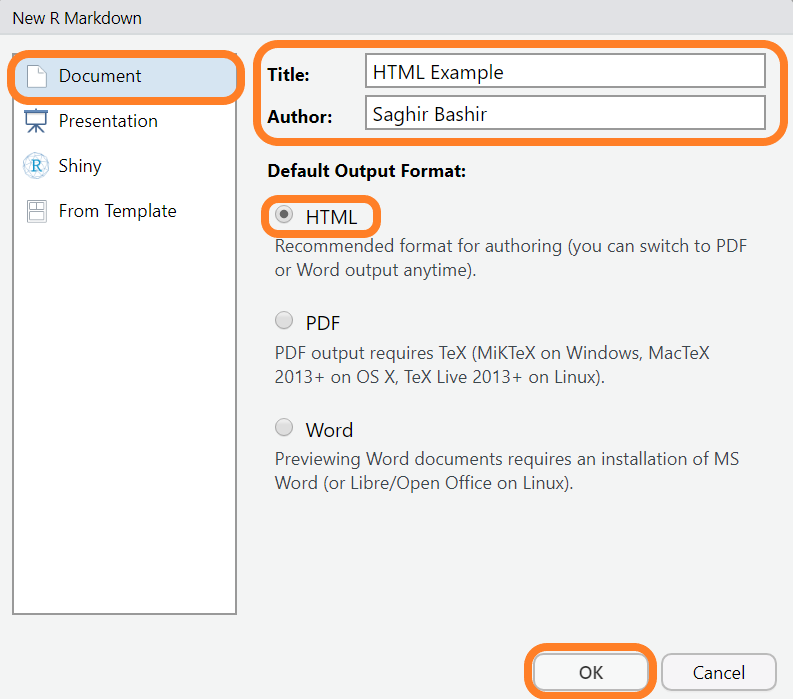 New R Markdown
Document
Presentation
R Shiny
From Template
Title: HTML Example
Author: Saghir Bashir
Default Output Format:
HTML
Recommended format for authoring (you can switch to PDF
or Word output anytime).
PDF
PDF output requires TeX (MiKTeX on Windows, MacTeX
2013+ on OS X, TeX Live 2013+ on Linux).
Word
Previewing Word documents requires an installation of MS
Word (or Libre/Open Office on Linux).
OK Cancel